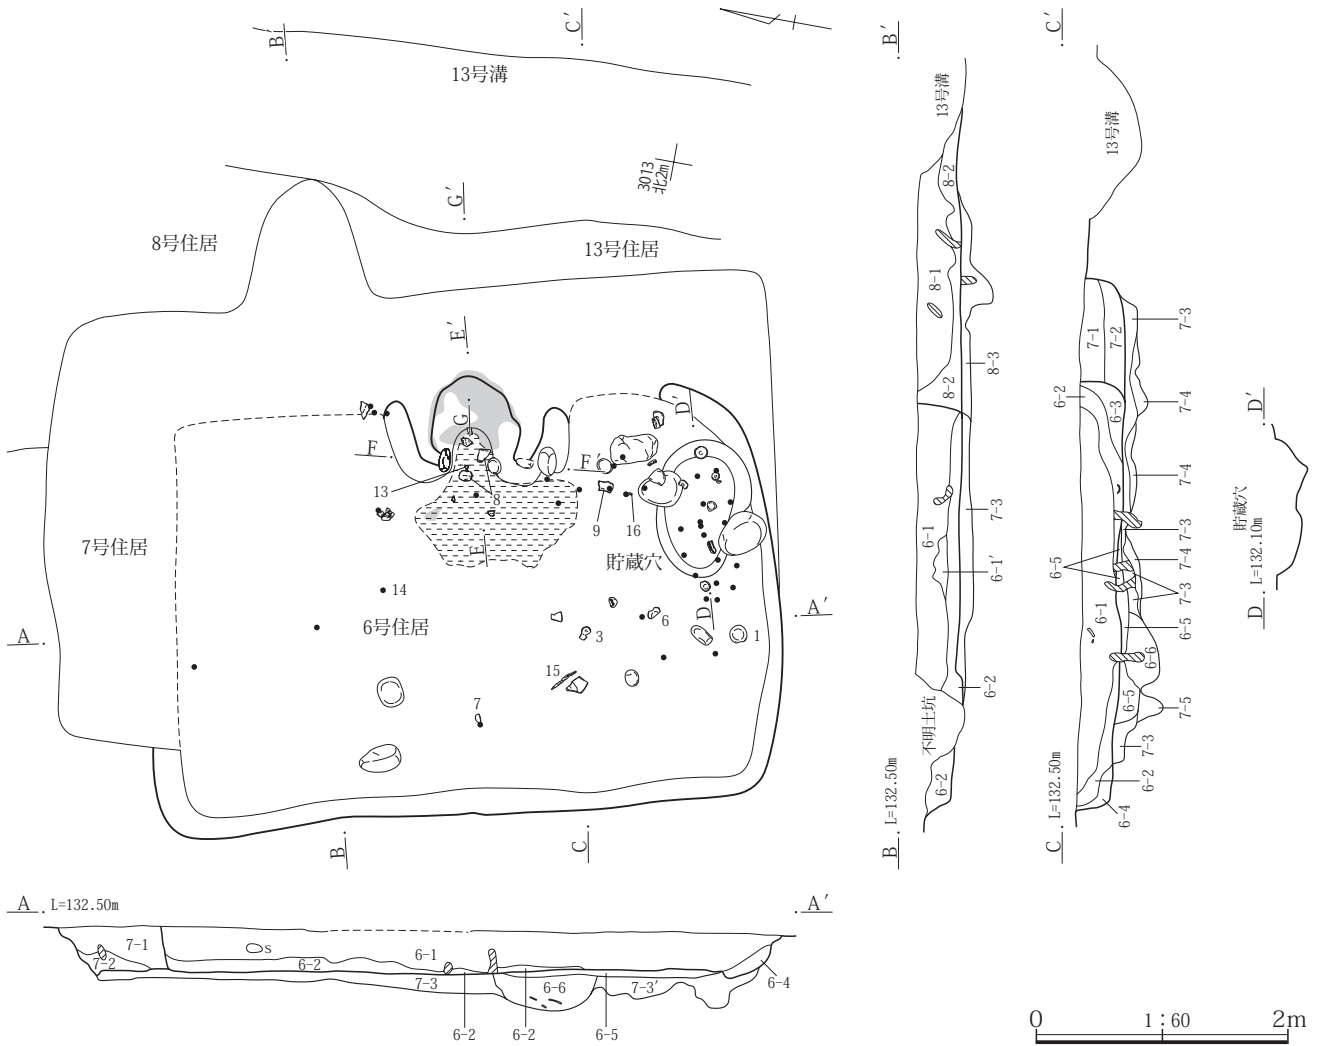 B
C′
13号溝
3013
北2m
G′
8号住居
13号住居
E′
D′
G
F
F′
13
8
9
16
E
7号住居
貯蔵穴
14
D
A
A′
6号住居
6
3
1
15
7
B
C
A
L=132.50m
A′
7-1
S
6-1
7-2
6-2
7-3
6-6
7-3′
6-4
6-2
6-2
6-5
B′
13号溝
8-2
8-1
8-3
8-2
7-3
6-1
6-1′
6-2
不明土坑
6-2
B
L=132.50m
C′
13号溝
7-3
7-1
7-2
6-2
6-3
7-4
7-4
7-3
7-4
6-5
7-3
6-1
6-5
6-6
6-5
7-5
7-3
6-2
6-4
C
L=132.50m
D′
貯蔵穴
L=132.10m
D
0
1:60
2m